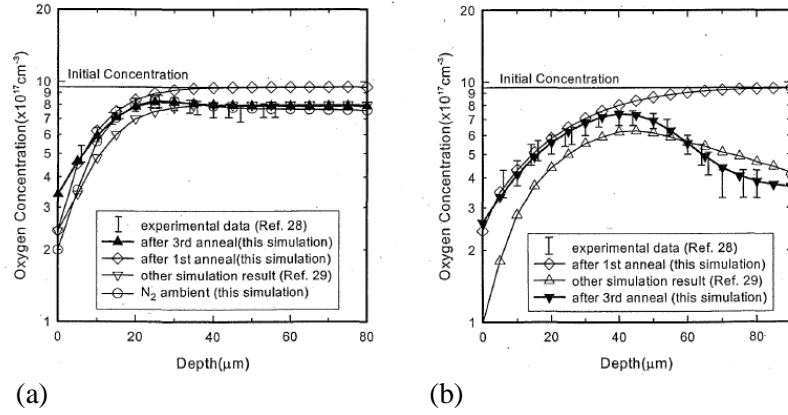 20
10
9
8
7
6
5
4
3
2
1
Oxygen Concentration(x10¹⁷cm⁻³)
Initial Concentration
experimental data (Ref. 28)
after 3rd anneal(this simulation)
after 1st anneal(this simulation)
other simulation result (Ref. 29)
N₂ ambient (this simulation)
0 20 40 60 80
Depth(μm)
(a)
20
10
9
8
7
6
5
4
3
2
1
Oxygen Concentration(x10¹⁷cm⁻³)
Initial Concentration
experimental data (Ref. 28)
after 1st anneal (this simulation)
other simulation result (Ref. 29)
after 3rd anneal (this simulation)
0 20 40 60 80
Depth(μm)
(b)